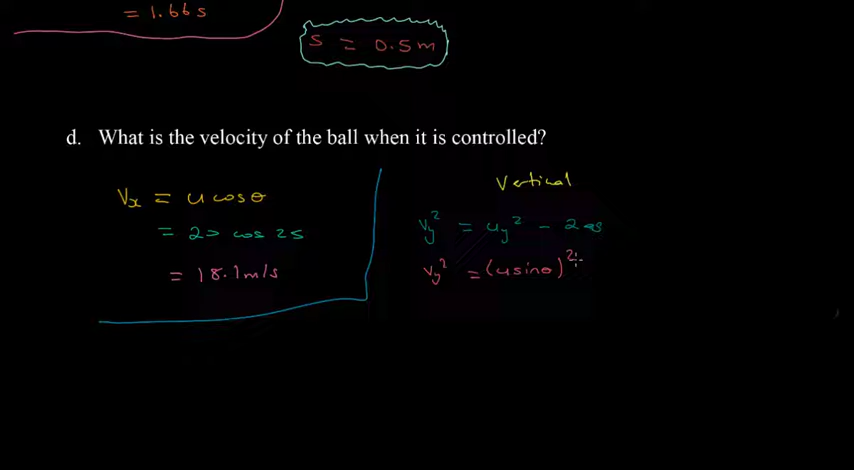 = 1.66 s
s = 0.5 m
d. What is the velocity of the ball when it is controlled?
Vx = u cos θ
= 20 cos 25
= 18.1 m/s
Vertical
Vy² = uy² - 2as
Vy² = (u sin θ)²